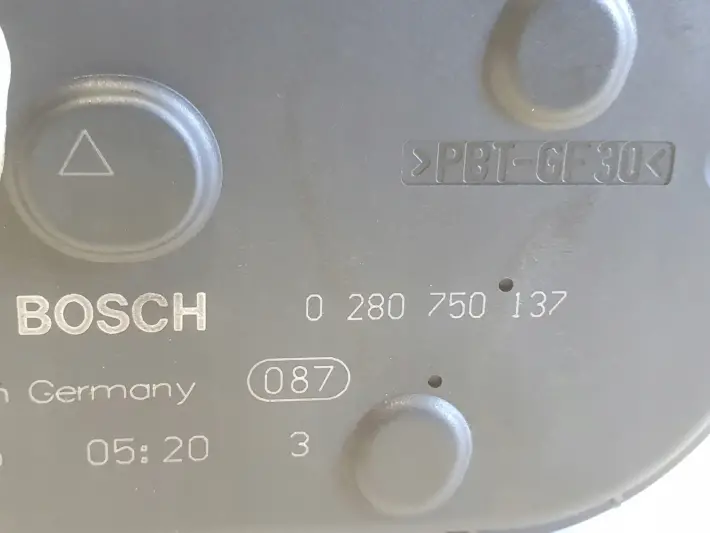 >PBT-GF30<
BOSCH 0 280 750 137
Germany 087
05:20 3